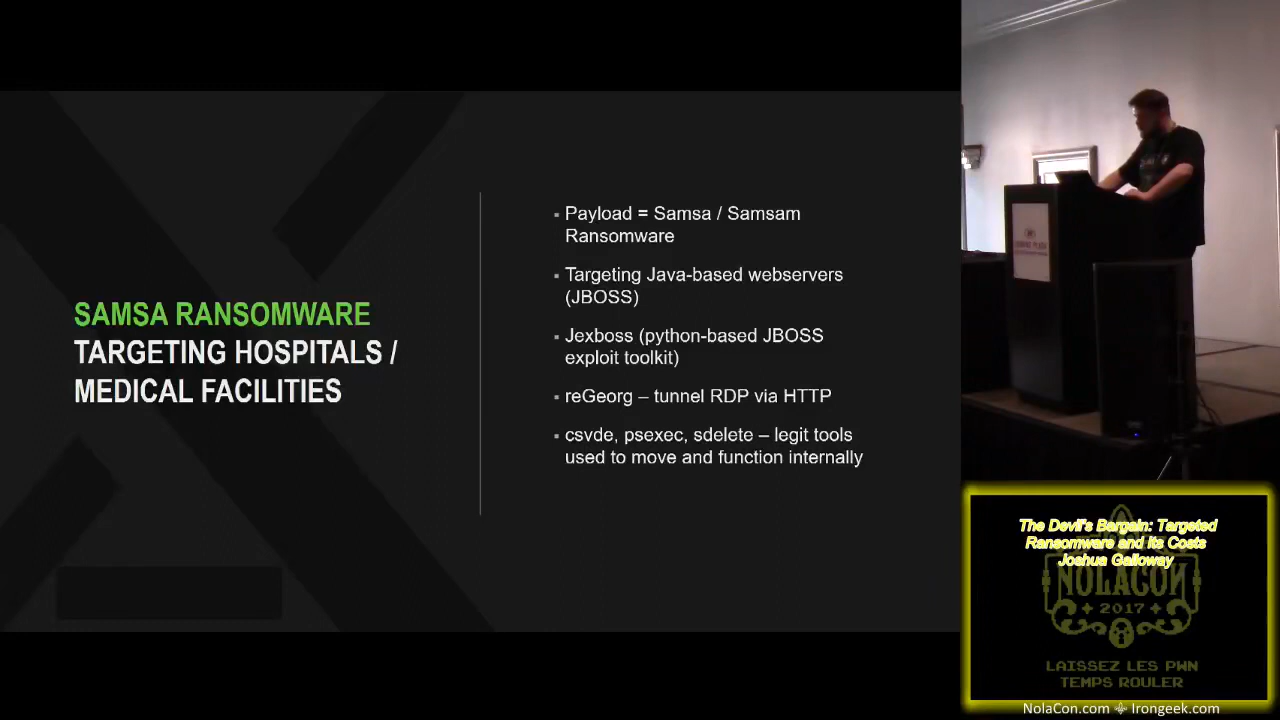 SAMSA RANSOMWARE
TARGETING HOSPITALS /
MEDICAL FACILITIES
▪ Payload = Samsa / Samsam
Ransomware
▪ Targeting Java-based webservers
(JBOSS)
▪ Jexboss (python-based JBOSS
exploit toolkit)
▪ reGeorg – tunnel RDP via HTTP
▪ csvde, psexec, sdelete – legit tools
used to move and function internally
The Devil's Bargain: Targeted
Ransomware and its Costs
Joshua Galloway
NOLACON
2017
LAISSEZ LES PWN
TEMPS ROULER
NolaCon.com ⚜ Irongeek.com